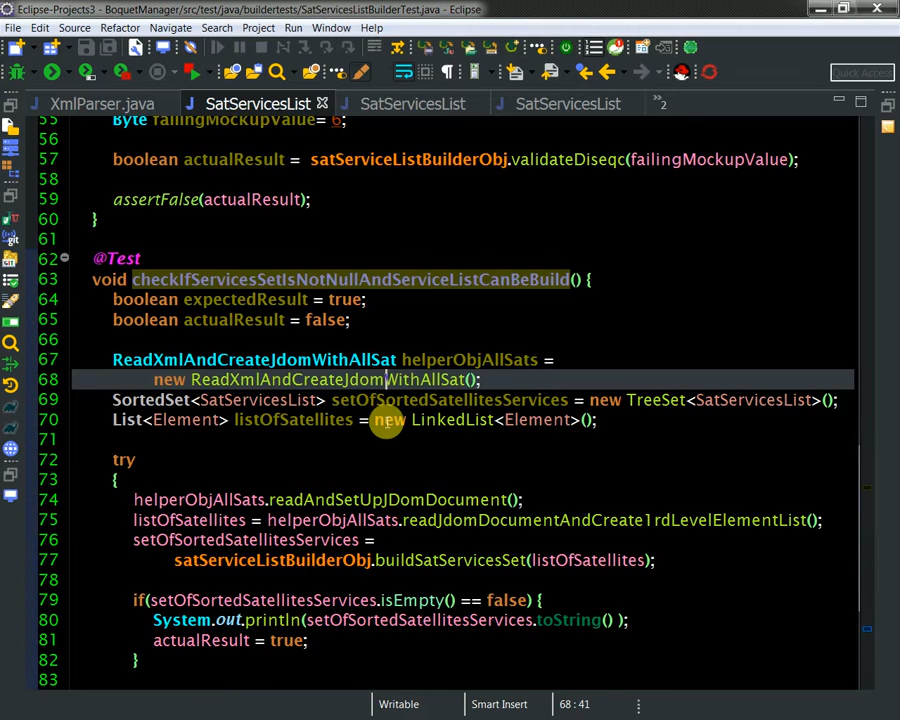 Eclipse-Projects3 - BoquetManager/src/test/java/buildertests/SatServicesListBuilderTest.java - Eclipse
File Edit Source Refactor Navigate Search Project Run Window Help
Quick Access
XmlParser.java SatServicesList SatServicesList SatServicesList »2
55 Byte failingMockupValue= 6;
56
57 boolean actualResult = satServiceListBuilderObj.validateDiseqc(failingMockupValue);
58
59 assertFalse(actualResult);
60 }
61
62 @Test
63 void checkIfServicesSetIsNotNullAndServiceListCanBeBuild() {
64 boolean expectedResult = true;
65 boolean actualResult = false;
66
67 ReadXmlAndCreateJdomWithAllSat helperObjAllSats =
68 new ReadXmlAndCreateJdomWithAllSat();
69 SortedSet<SatServicesList> setOfSortedSatellitesServices = new TreeSet<SatServicesList>();
70 List<Element> listOfSatellites = new LinkedList<Element>();
71
72 try
73 {
74 helperObjAllSats.readAndSetUpJDomDocument();
75 listOfSatellites = helperObjAllSats.readJdomDocumentAndCreate1rdLevelElementList();
76 setOfSortedSatellitesServices =
77 satServiceListBuilderObj.buildSatServicesSet(listOfSatellites);
78
79 if(setOfSortedSatellitesServices.isEmpty() == false) {
80 System.out.println(setOfSortedSatellitesServices.toString() );
81 actualResult = true;
82 }
83
Writable Smart Insert 68 : 41